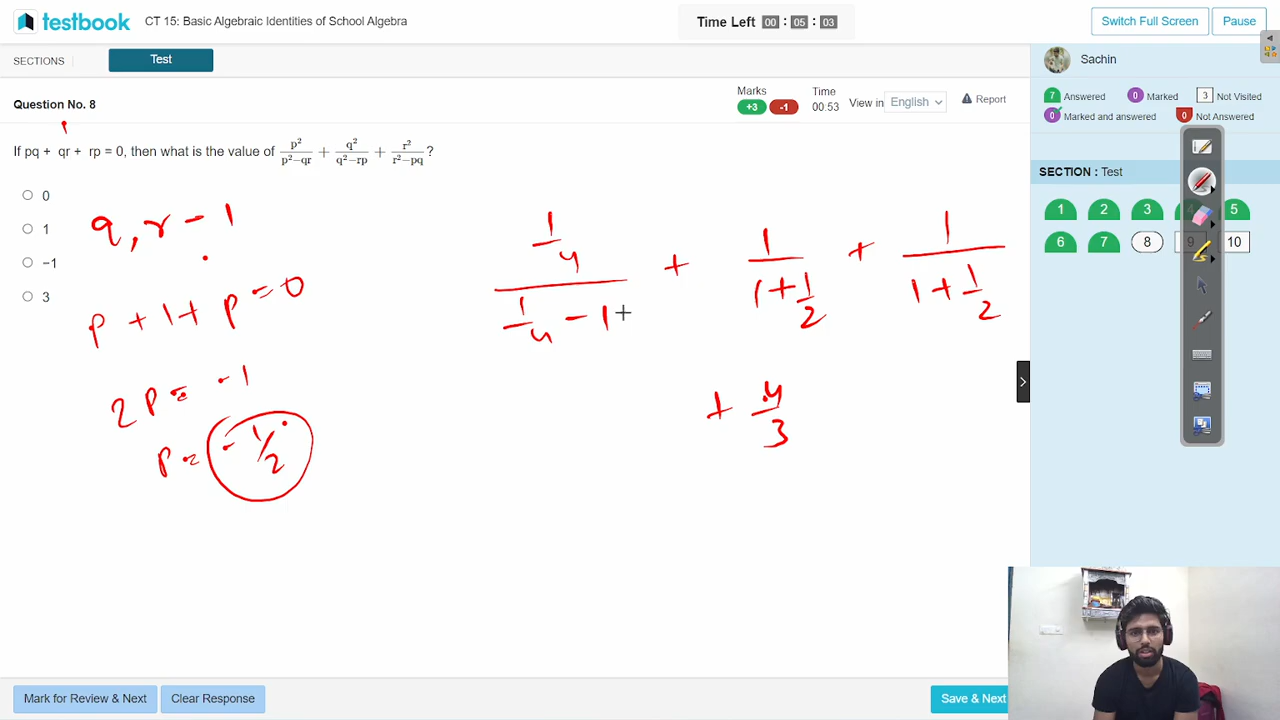 testbook CT 15: Basic Algebraic Identities of School Algebra Time Left 00 : 05 : 03 Switch Full Screen Pause
SECTIONS Test Sachin
Question No. 8 Marks +3 -1 Time 00:53 View in English Report
7 Answered 0 Marked 3 Not Visited
0 Marked and answered 0 Not Answered
If pq + qr + rp = 0, then what is the value of p²/(p²−qr) + q²/(q²−rp) + r²/(r²−pq)?
0
1
−1
3
SECTION : Test
1 2 3 4 5
6 7 8 9 10
q, r - 1
p + 1 + p = 0
2p = -1
p = -1/2
(1/4)/(1/4 - 1) + 1/(1 + 1/2) + 1/(1 + 1/2)
+ 4/3
Mark for Review & Next Clear Response Save & Next